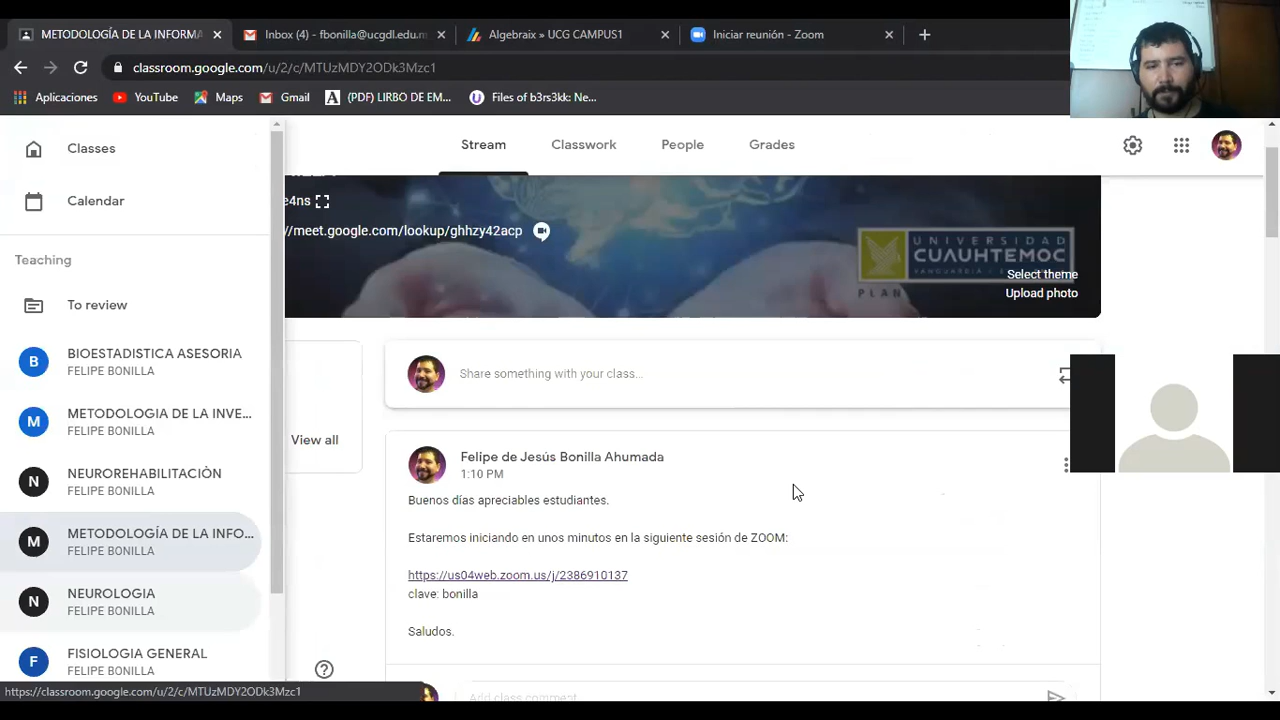 METODOLOGÍA DE LA INFORMA
Inbox (4) - fbonilla@ucg.edu.m
Algebraix » UCG CAMPUS1
Iniciar reunión - Zoom
classroom.google.com/u/2/c/MTUzMDY2ODk3Mzc1
Aplicaciones
YouTube
Maps
Gmail
(PDF) LIRBO DE EM...
Files of b3rs3kk: Ne...
Classes
Stream
Classwork
People
Grades
Calendar
e4ns
//meet.google.com/lookup/ghhzy42acp
UNIVERSIDAD
CUAUHTEMOC
Select theme
PLAN
Upload photo
Teaching
To review
BIOESTADISTICA ASESORIA
FELIPE BONILLA
METODOLOGIA DE LA INVE...
FELIPE BONILLA
NEUROREHABILITACIÒN
FELIPE BONILLA
METODOLOGÍA DE LA INFO...
FELIPE BONILLA
NEUROLOGIA
FELIPE BONILLA
FISIOLOGIA GENERAL
FELIPE BONILLA
B
M
N
M
N
F
View all
Share something with your class...
Felipe de Jesús Bonilla Ahumada
1:10 PM
Buenos días apreciables estudiantes.
Estaremos iniciando en unos minutos en la siguiente sesión de ZOOM:
https://us04web.zoom.us/j/2386910137
clave: bonilla
Saludos.
Add class comment
https://classroom.google.com/u/2/c/MTUzMDY2ODk3Mzc1